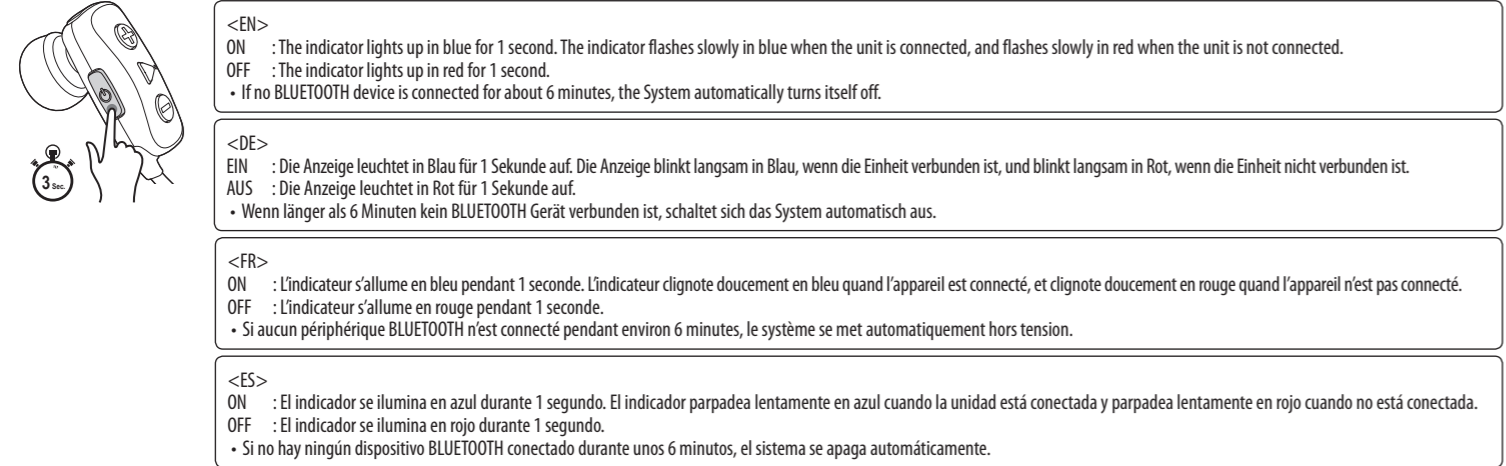 3 Sec.
<EN>
ON : The indicator lights up in blue for 1 second. The indicator flashes slowly in blue when the unit is connected, and flashes slowly in red when the unit is not connected.
OFF : The indicator lights up in red for 1 second.
• If no BLUETOOTH device is connected for about 6 minutes, the System automatically turns itself off.
<DE>
EIN : Die Anzeige leuchtet in Blau für 1 Sekunde auf. Die Anzeige blinkt langsam in Blau, wenn die Einheit verbunden ist, und blinkt langsam in Rot, wenn die Einheit nicht verbunden ist.
AUS : Die Anzeige leuchtet in Rot für 1 Sekunde auf.
• Wenn länger als 6 Minuten kein BLUETOOTH Gerät verbunden ist, schaltet sich das System automatisch aus.
<FR>
ON : L’indicateur s’allume en bleu pendant 1 seconde. L’indicateur clignote doucement en bleu quand l’appareil est connecté, et clignote doucement en rouge quand l’appareil n’est pas connecté.
OFF : L’indicateur s’allume en rouge pendant 1 seconde.
• Si aucun périphérique BLUETOOTH n’est connecté pendant environ 6 minutes, le système se met automatiquement hors tension.
<ES>
ON : El indicador se ilumina en azul durante 1 segundo. El indicador parpadea lentamente en azul cuando la unidad está conectada y parpadea lentamente en rojo cuando no está conectada.
OFF : El indicador se ilumina en rojo durante 1 segundo.
• Si no hay ningún dispositivo BLUETOOTH conectado durante unos 6 minutos, el sistema se apaga automáticamente.